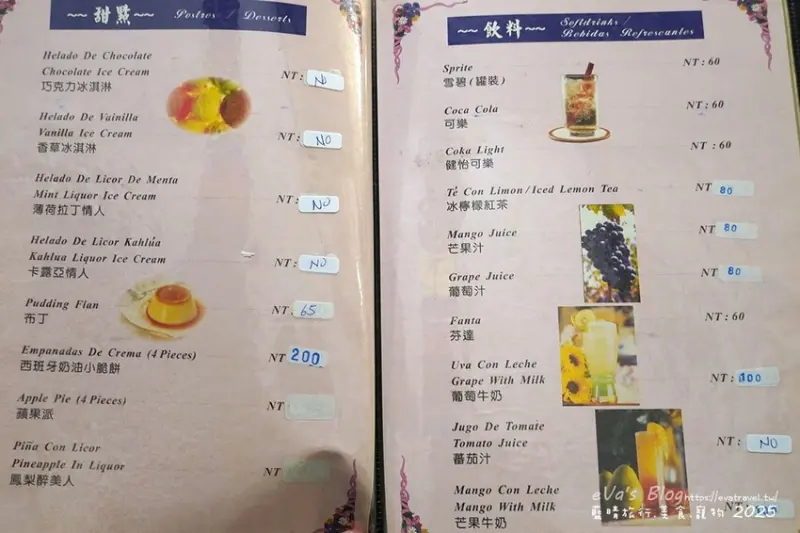 ~~ 甜點 ~~ Postres / Desserts
Helado De Chocolate
Chocolate Ice Cream NT: No
巧克力冰淇淋
Helado De Vainilla
Vanilla Ice Cream NT: NO
香草冰淇淋
Helado De Licor De Menta
Mint Liquor Ice Cream NT: NO
薄荷拉丁情人
Helado De Licor Kahlúa
Kahlua Liquor Ice Cream NT: NO
卡露亞情人
Pudding Flan NT: 65
布丁
Empanadas De Crema (4 Pieces) NT 200
西班牙奶油小脆餅
Apple Pie (4 Pieces) NT
蘋果派
Piña Con Licor
Pineapple In Liquor NT
鳳梨醉美人
~~ 飲料 ~~ Softdrinks / Bebidas Refrescantes
Sprite NT: 60
雪碧(罐裝)
Coca Cola NT: 60
可樂
Coka Light NT: 60
健怡可樂
Té Con Limon / Iced Lemon Tea NT 80
冰檸檬紅茶
Mango Juice NT 80
芒果汁
Grape Juice NT 80
葡萄汁
Fanta NT: 60
芬達
Uva Con Leche
Grape With Milk NT: 100
葡萄牛奶
Jugo De Tomate
Tomato Juice NT: NO
蕃茄汁
Mango Con Leche
Mango With Milk NT
芒果牛奶
eVa's Blog https://evatravel.tw/
藍晴旅行.美食.寵物 2025